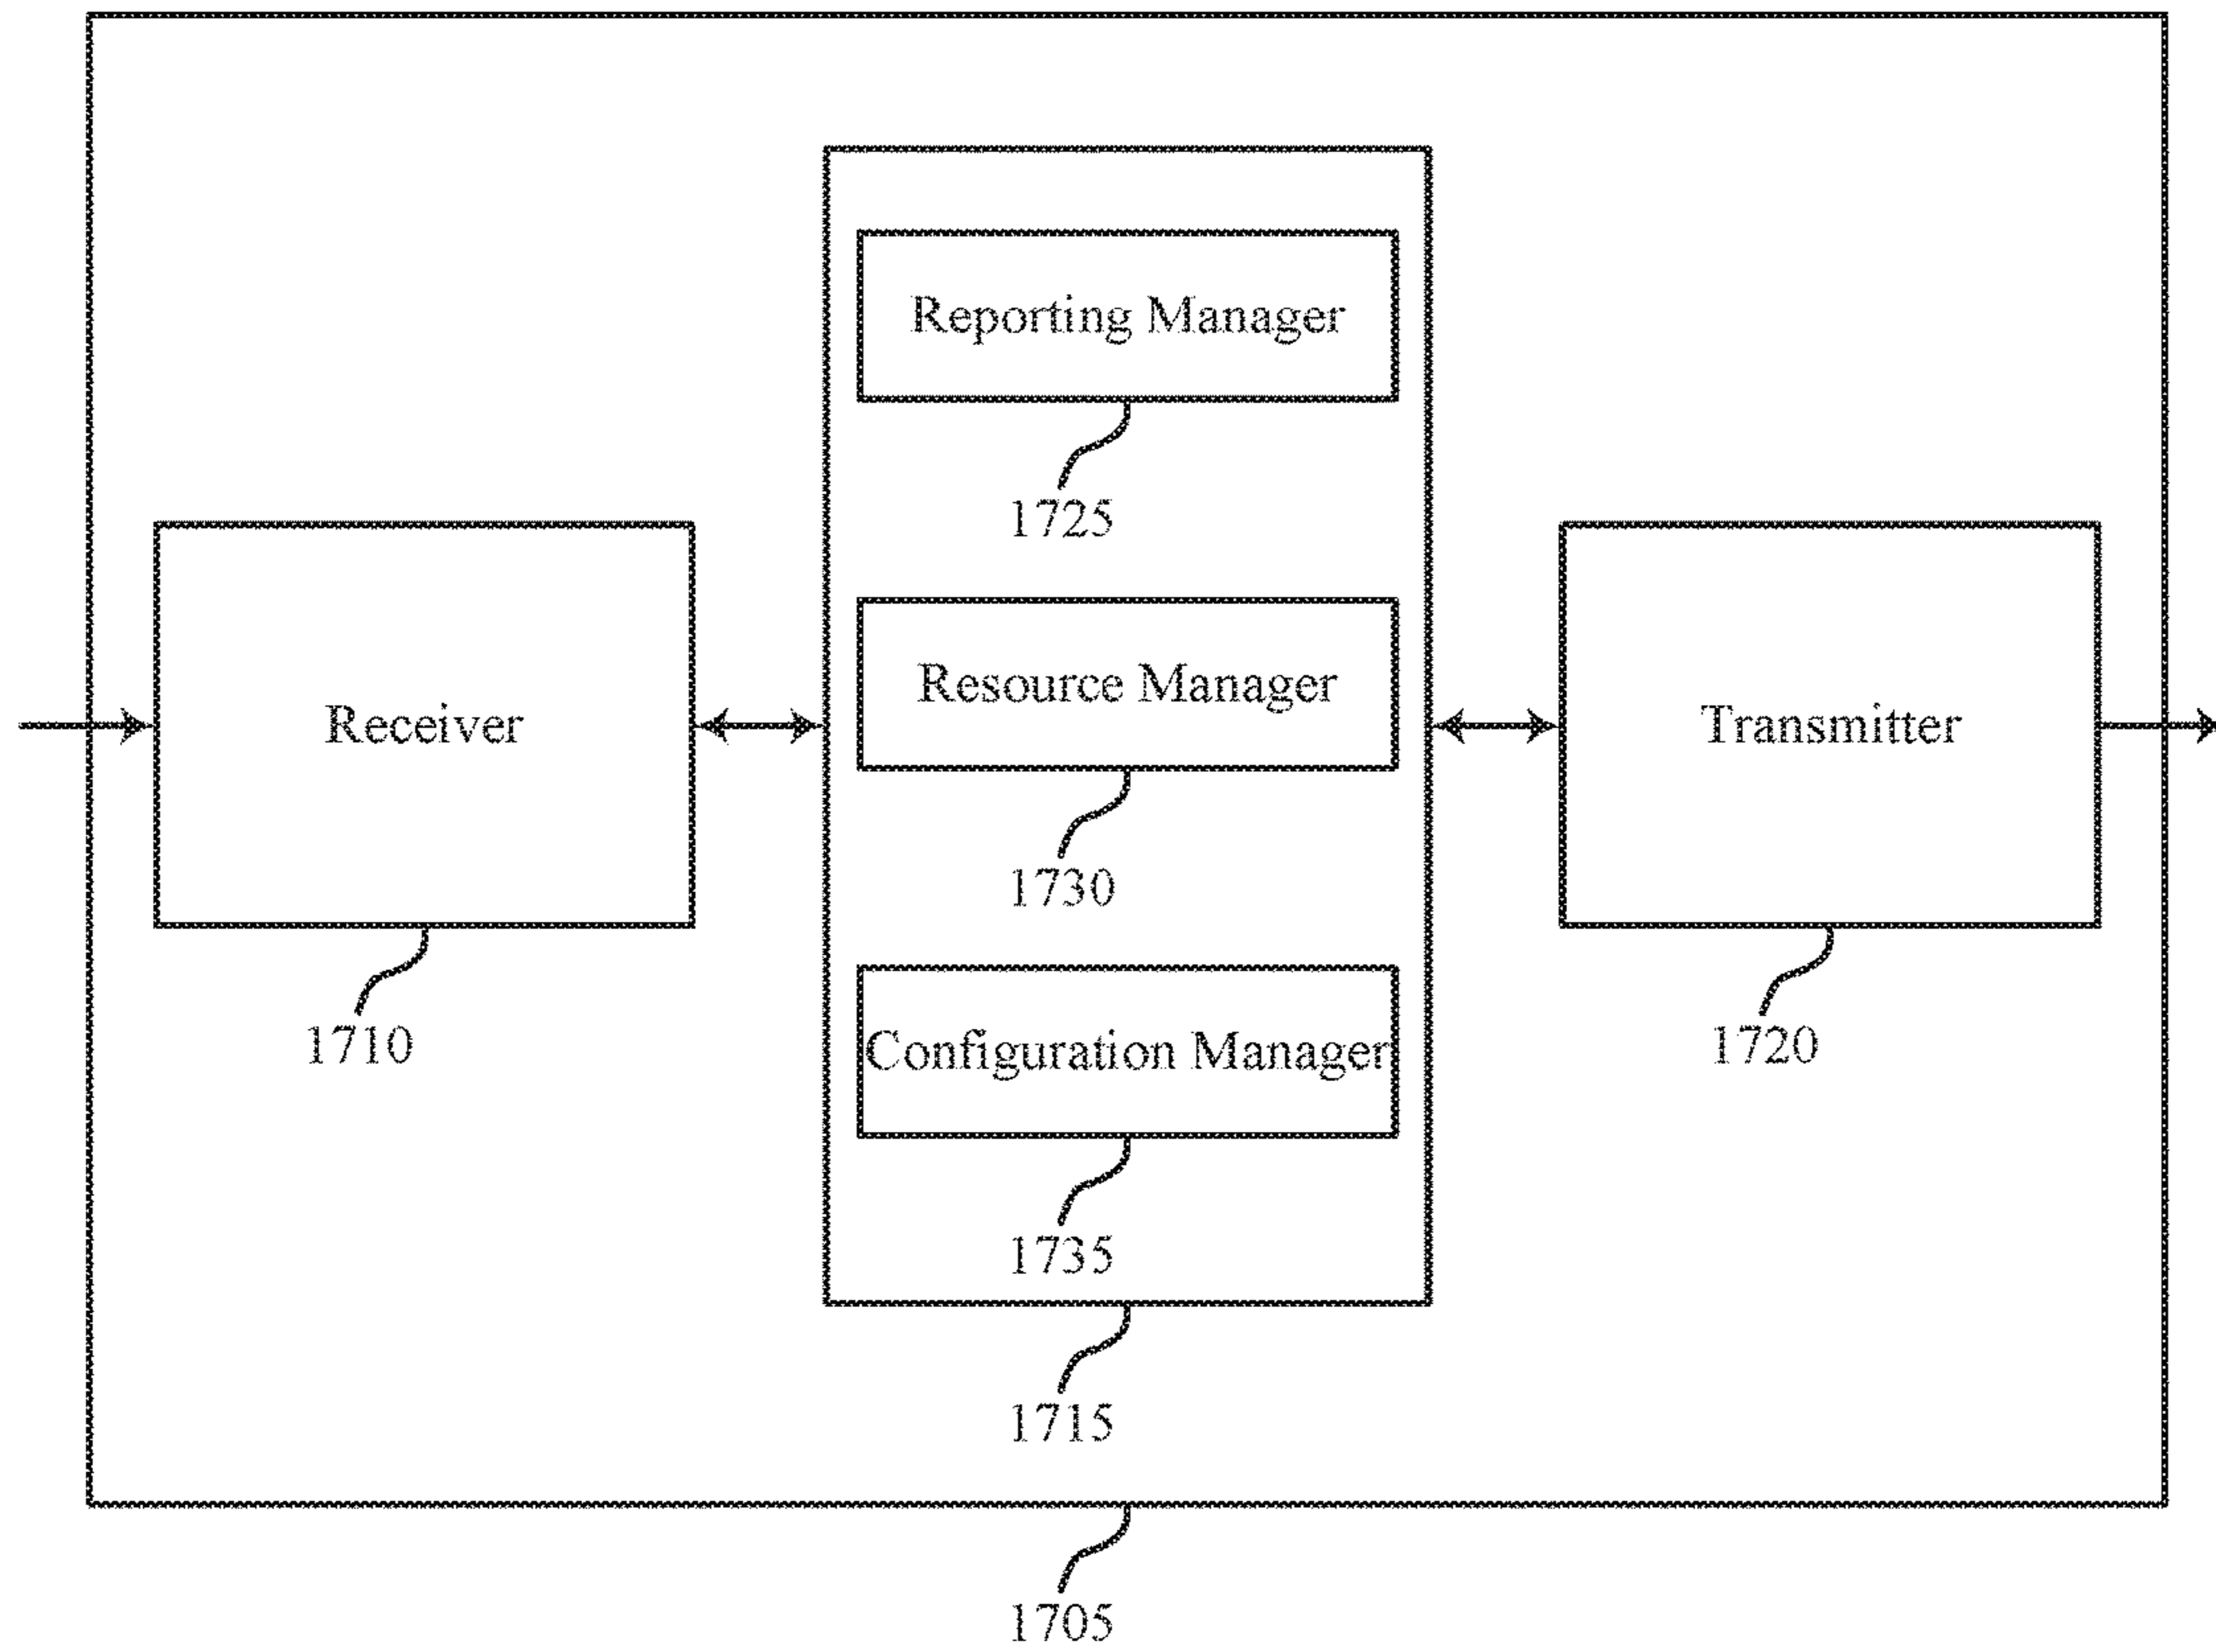 Reporting Manager
1725
Receiver
1710
Resource Manager
1730
Transmitter
1720
Configuration Manager
1735
1715
1705